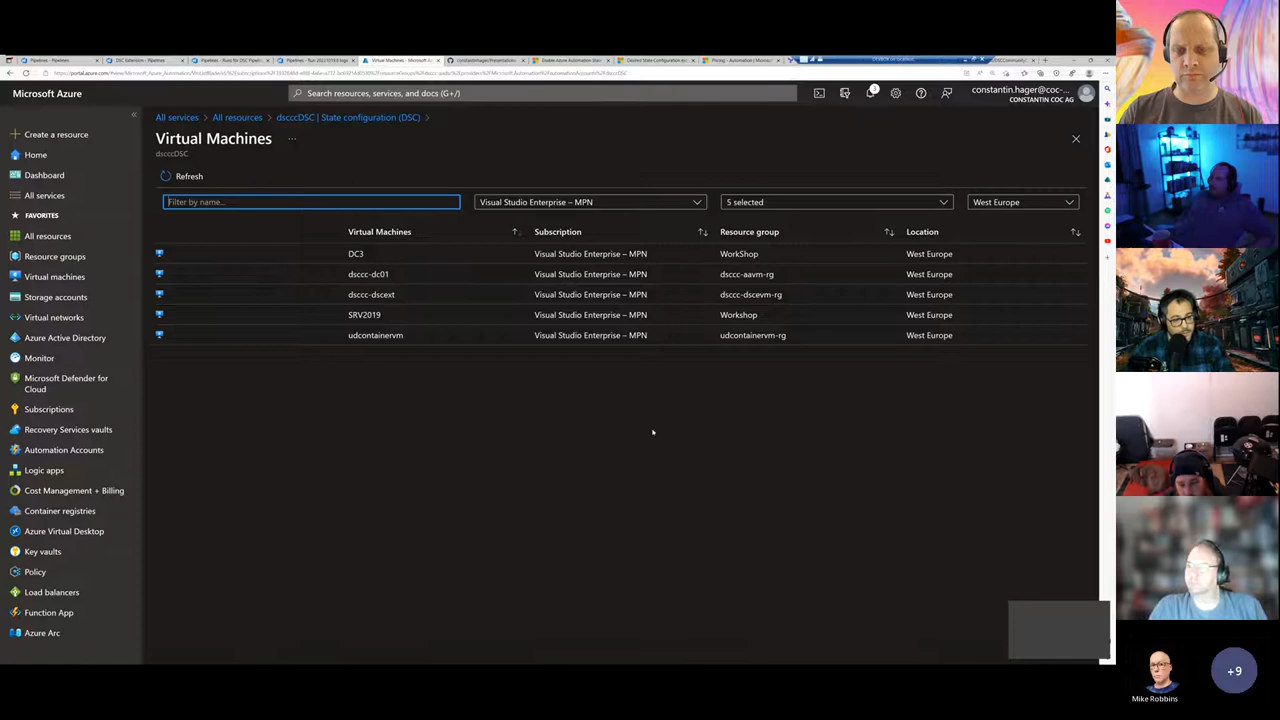 Microsoft Azure
Search resources, services, and docs (G+/)
constantin.hager@coc-...
CONSTANTIN COC AG
Create a resource
Home
Dashboard
All services
FAVORITES
All resources
Resource groups
Virtual machines
Storage accounts
Virtual networks
Azure Active Directory
Monitor
Microsoft Defender for
Cloud
Subscriptions
Recovery Services vaults
Automation Accounts
Logic apps
Cost Management + Billing
Container registries
Azure Virtual Desktop
Key vaults
Policy
Load balancers
Function App
Azure Arc
All services > All resources > dscccDSC | State configuration (DSC) >
Virtual Machines ...
dscccDSC
Refresh
Filter by name...
Visual Studio Enterprise – MPN
5 selected
West Europe
Virtual Machines Subscription Resource group Location
DC3 Visual Studio Enterprise – MPN WorkShop West Europe
dsccc-dc01 Visual Studio Enterprise – MPN dsccc-aavm-rg West Europe
dsccc-dscext Visual Studio Enterprise – MPN dsccc-dscevm-rg West Europe
SRV2019 Visual Studio Enterprise – MPN Workshop West Europe
udcontainervm Visual Studio Enterprise – MPN udcontainervm-rg West Europe
Mike Robbins
+9